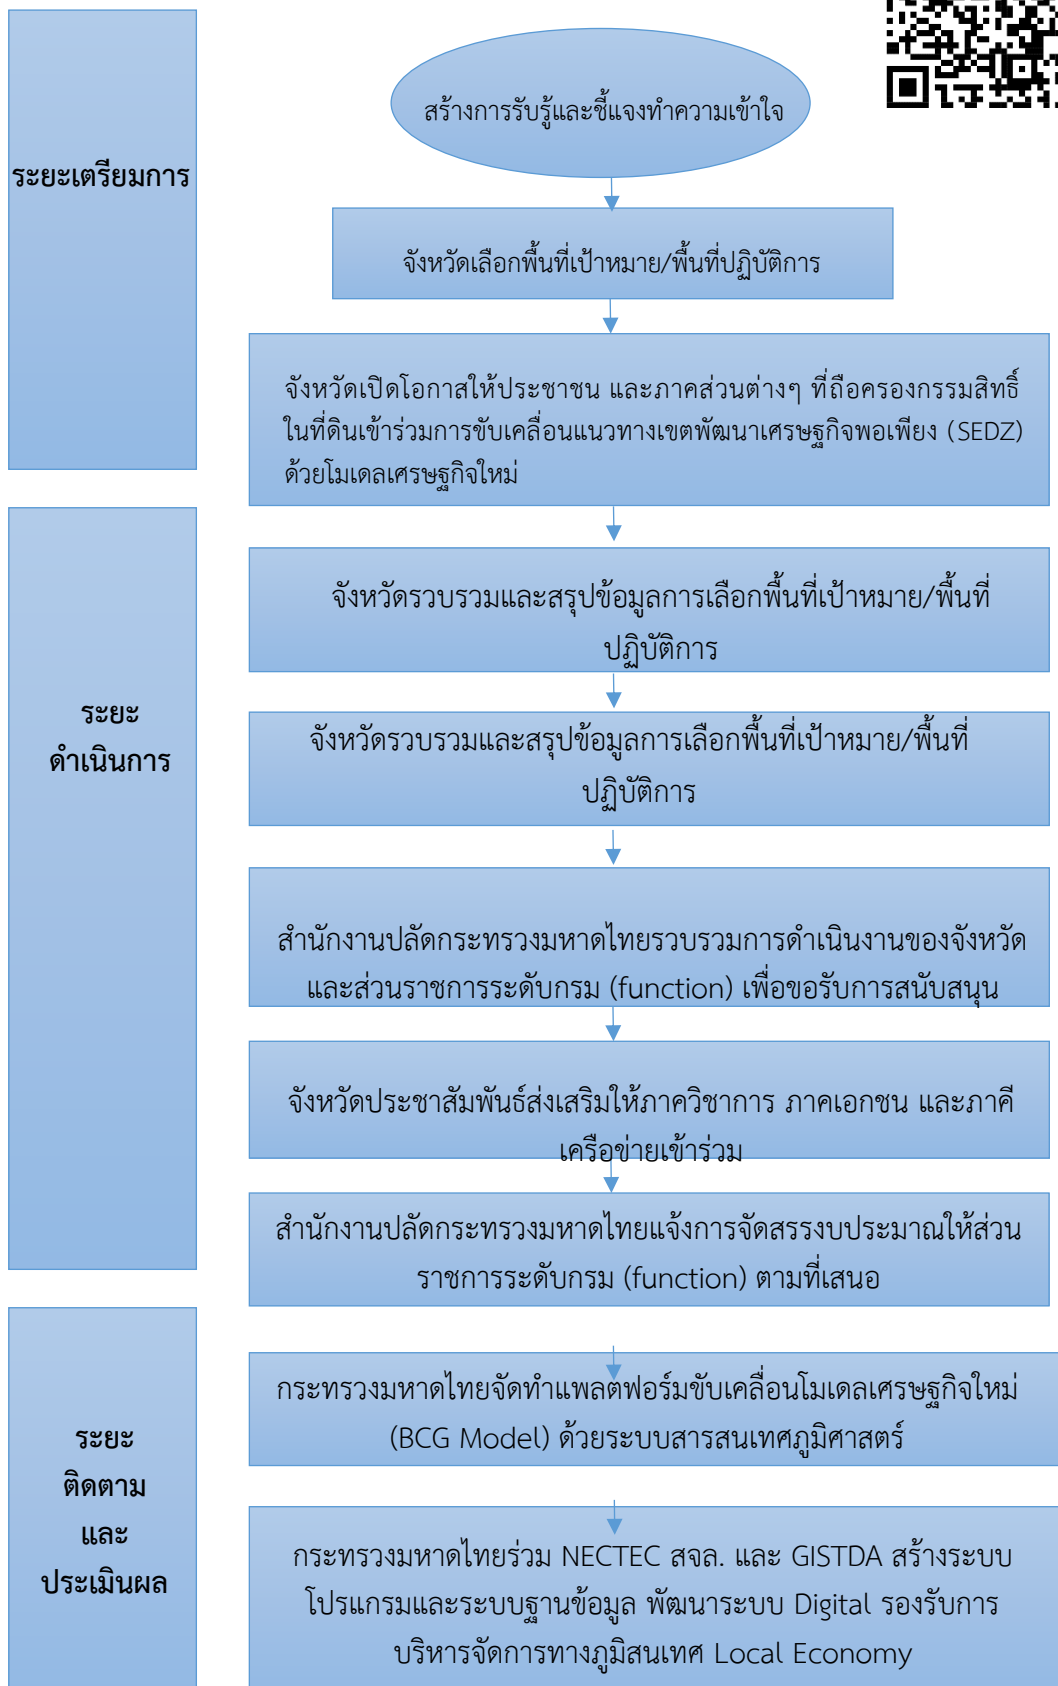 ระยะเตรียมการ
สร้างการรับรู้และชี้แจงทำความเข้าใจ
จังหวัดเลือกพื้นที่เป้าหมาย/พื้นที่ปฏิบัติการ
จังหวัดเปิดโอกาสให้ประชาชน และภาคส่วนต่างๆ ที่ถือครองกรรมสิทธิ์
ในที่ดินเข้าร่วมการขับเคลื่อนแนวทางเขตพัฒนาเศรษฐกิจพอเพียง (SEDZ)
ด้วยโมเดลเศรษฐกิจใหม่
ระยะ
ดำเนินการ
จังหวัดรวบรวมและสรุปข้อมูลการเลือกพื้นที่เป้าหมาย/พื้นที่
ปฏิบัติการ
จังหวัดรวบรวมและสรุปข้อมูลการเลือกพื้นที่เป้าหมาย/พื้นที่
ปฏิบัติการ
สำนักงานปลัดกระทรวงมหาดไทยรวบรวมการดำเนินงานของจังหวัด
และส่วนราชการระดับกรม (function) เพื่อขอรับการสนับสนุน
จังหวัดประชาสัมพันธ์ส่งเสริมให้ภาควิชาการ ภาคเอกชน และภาคี
เครือข่ายเข้าร่วม
สำนักงานปลัดกระทรวงมหาดไทยแจ้งการจัดสรรงบประมาณให้ส่วน
ราชการระดับกรม (function) ตามที่เสนอ
ระยะ
ติดตาม
และ
ประเมินผล
กระทรวงมหาดไทยจัดทำแพลตฟอร์มขับเคลื่อนโมเดลเศรษฐกิจใหม่
(BCG Model) ด้วยระบบสารสนเทศภูมิศาสตร์
กระทรวงมหาดไทยร่วม NECTEC สจล. และ GISTDA สร้างระบบ
โปรแกรมและระบบฐานข้อมูล พัฒนาระบบ Digital รองรับการ
บริหารจัดการทางภูมิสนเทศ Local Economy